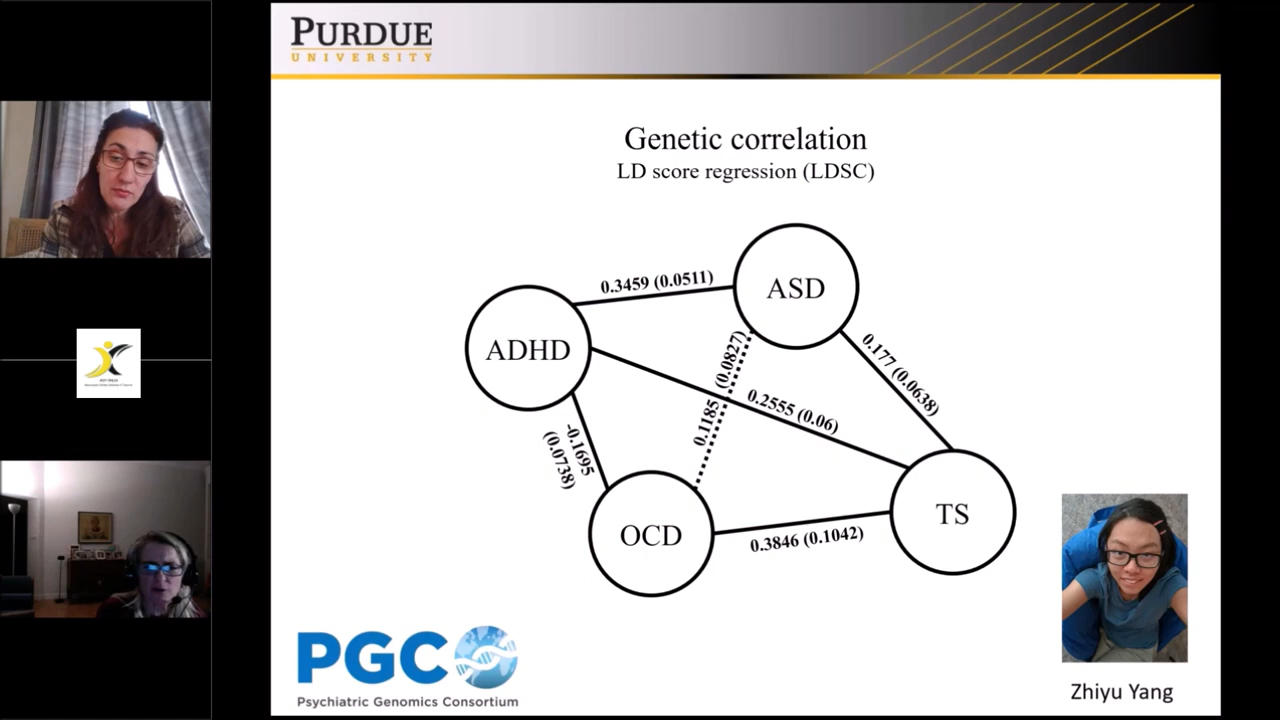 PURDUE
UNIVERSITY
Genetic correlation
LD score regression (LDSC)
0.3459 (0.0511)
ASD
ADHD
0.177 (0.0638)
0.1185 (0.0827)
0.2555 (0.06)
-0.1695
(0.0738)
OCD
TS
0.3846 (0.1042)
PGC
Psychiatric Genomics Consortium
Zhiyu Yang